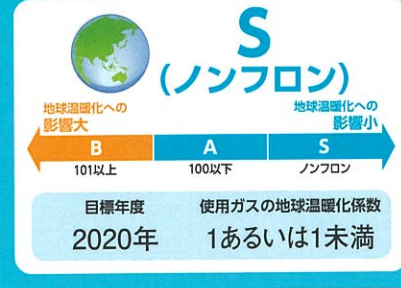 S
(ノンフロン)
地球温暖化への
影響大
地球温暖化への
影響小
B
A
S
101以上
100以下
ノンフロン
目標年度
使用ガスの地球温暖化係数
2020年
1あるいは1未満